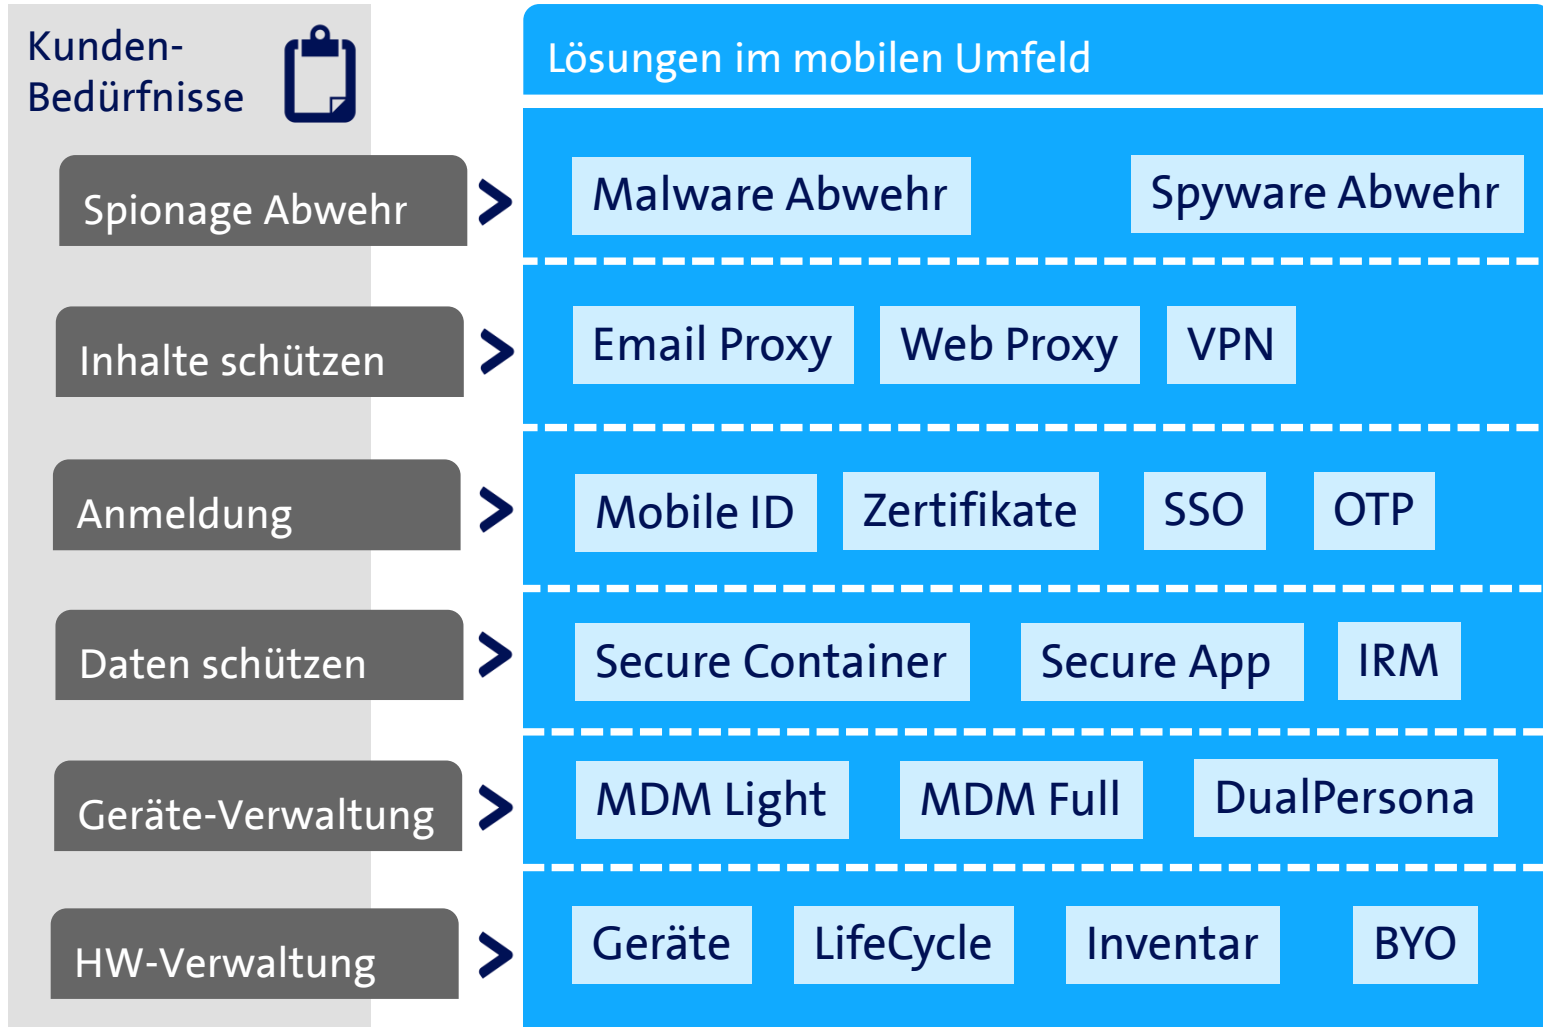 Kunden-
Bedürfnisse
Lösungen im mobilen Umfeld
Spionage Abwehr
Malware Abwehr
Spyware Abwehr
Inhalte schützen
Email Proxy
Web Proxy
VPN
Anmeldung
Mobile ID
Zertifikate
SSO
OTP
Daten schützen
Secure Container
Secure App
IRM
Geräte-Verwaltung
MDM Light
MDM Full
DualPersona
HW-Verwaltung
Geräte
LifeCycle
Inventar
BYO